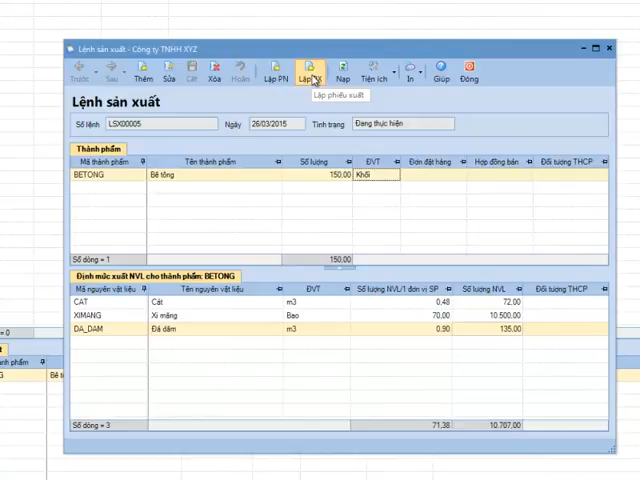 Lệnh sản xuất - Công ty TNHH XYZ
Trước Sau Thêm Sửa Cất Xóa Hoãn Lập PN Lập PX Nạp Tiện ích In Giúp Đóng
Lập phiếu xuất
Lệnh sản xuất
Số lệnh LSX00005 Ngày 26/03/2015 Tình trạng Đang thực hiện
Thành phẩm
Mã thành phẩm Tên thành phẩm Số lượng ĐVT Đơn đặt hàng Hợp đồng bán Đối tượng THCP
BETONG Bê tông 150,00 Khối
Số dòng = 1 150,00
Định mức xuất NVL cho thành phẩm: BETONG
Mã nguyên vật liệu Tên nguyên vật liệu ĐVT Số lượng NVL/1 đơn vị SP Số lượng NVL Đối tượng THCP
CAT Cát m3 0,48 72,00
XIMANG Xi măng Bao 70,00 10.500,00
DA_DAM Đá dăm m3 0,90 135,00
Số dòng = 3 71,38 10.707,00
= 0
ành phẩm
G Bê tô